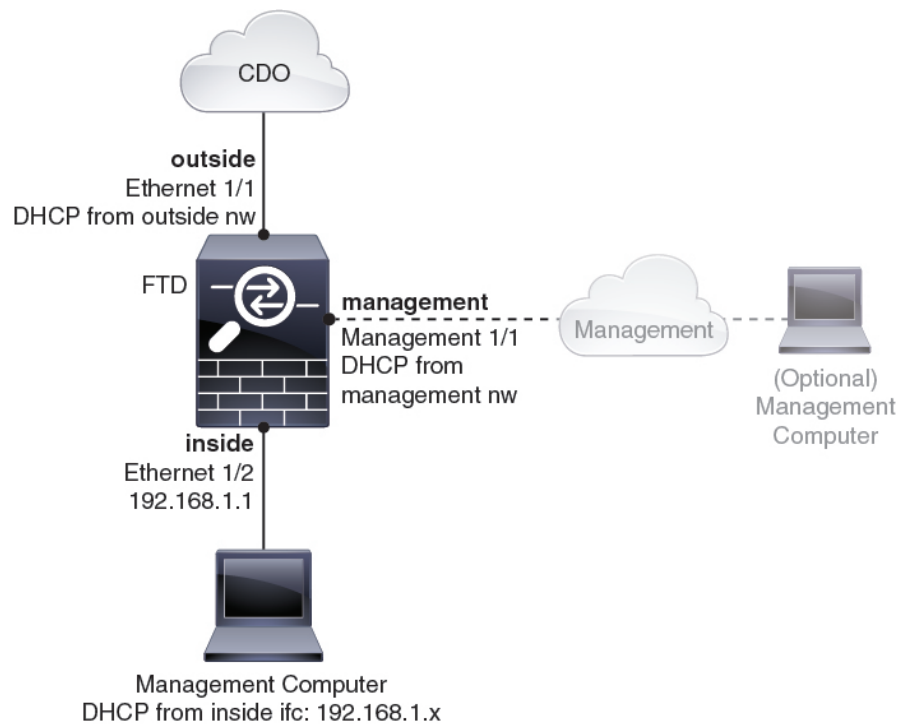 CDO
outside
Ethernet 1/1
DHCP from outside nw
FTD
management
Management 1/1
DHCP from
management nw
Management
(Optional)
Management
Computer
inside
Ethernet 1/2
192.168.1.1
Management Computer
DHCP from inside ifc: 192.168.1.x